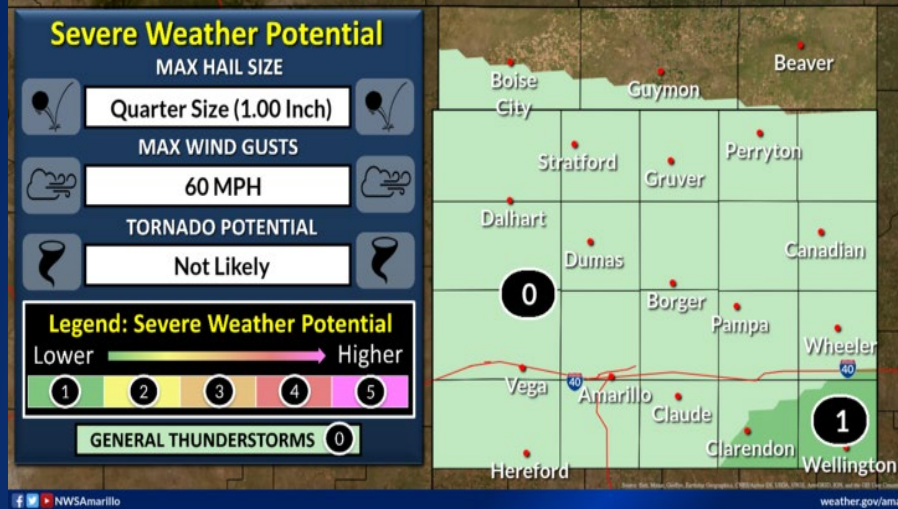 Severe Weather Potential
MAX HAIL SIZE
Quarter Size (1.00 Inch)
MAX WIND GUSTS
60 MPH
TORNADO POTENTIAL
Not Likely
Legend: Severe Weather Potential
Lower Higher
1 2 3 4 5
GENERAL THUNDERSTORMS 0
Beaver
Boise
City
Guymon
Perryton
Stratford
Gruver
Dalhart
Canadian
Dumas
0
Borger
Pampa
Wheeler
40
40
Vega
Amarillo
Claude
1
Clarendon
Hereford
Wellington
NWSAmarillo
weather.gov/ama